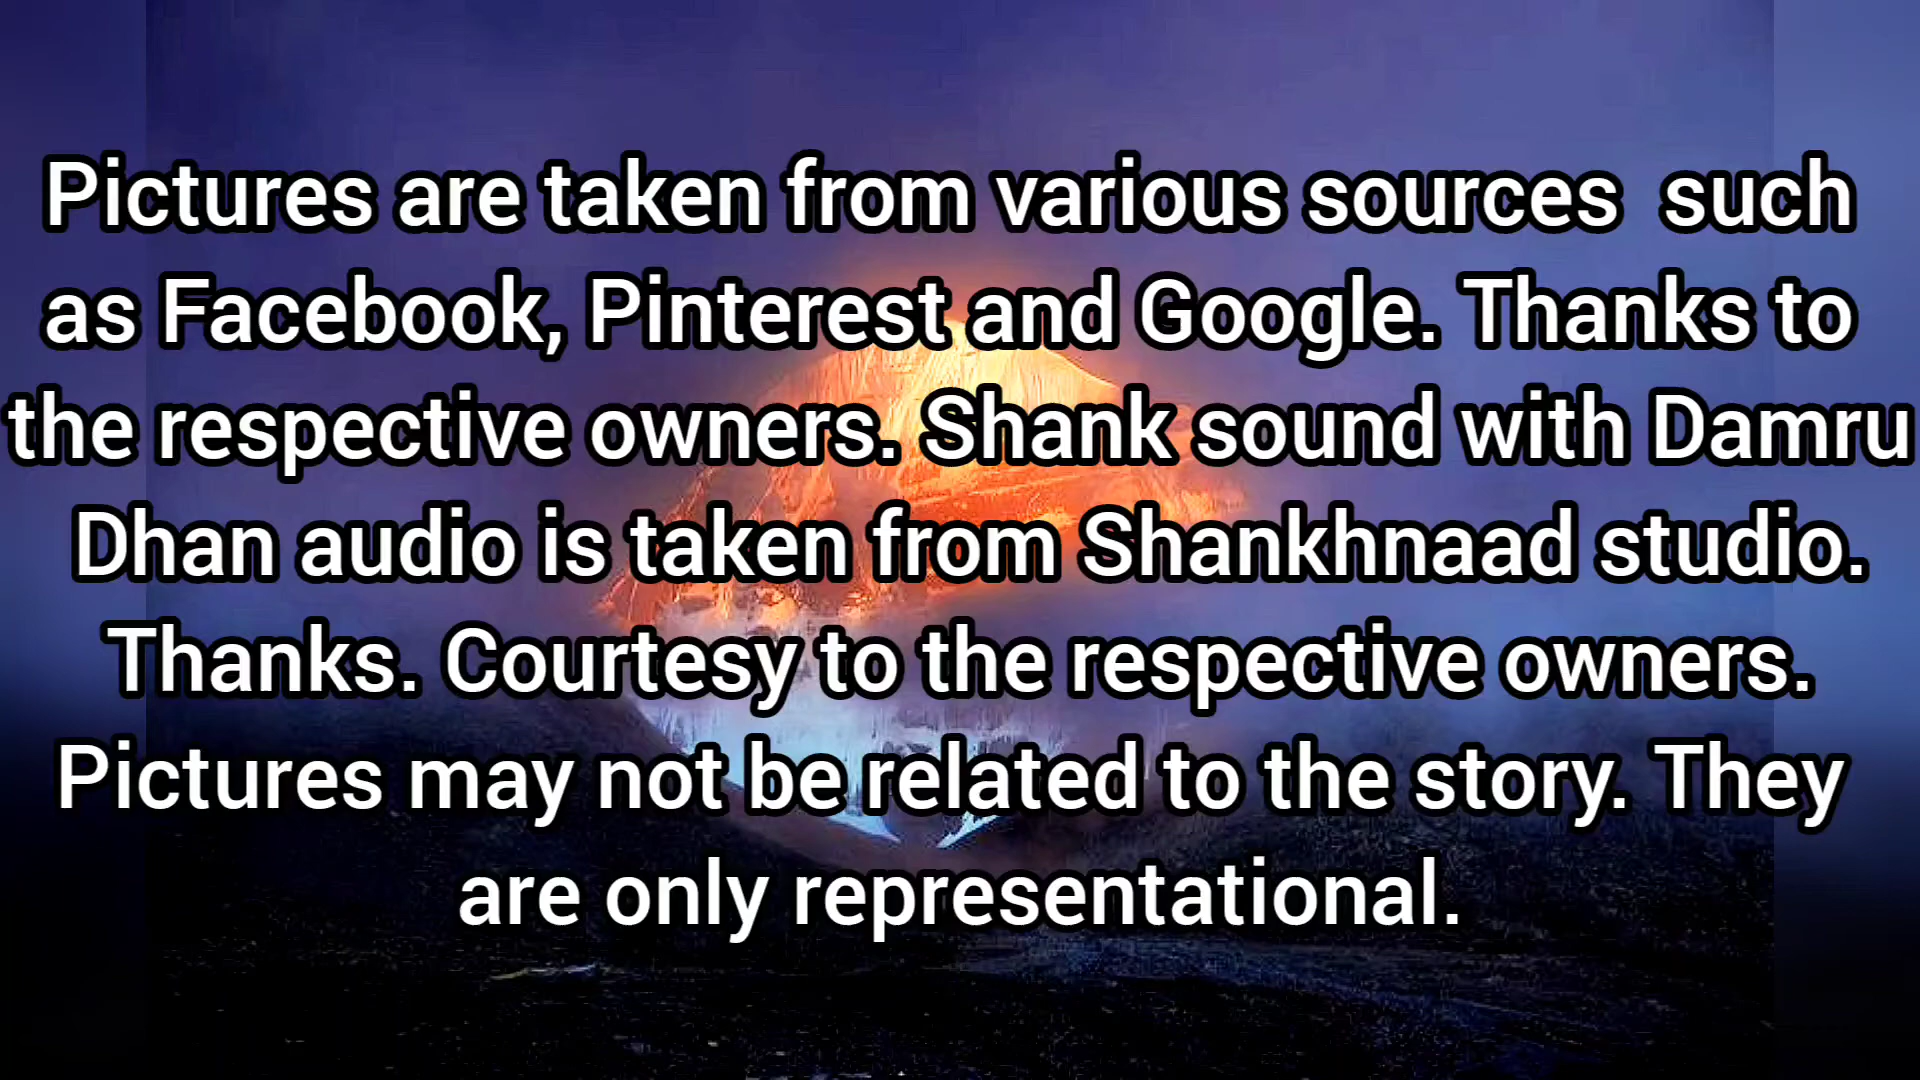 Pictures are taken from various sources  such
as Facebook, Pinterest and Google. Thanks to
the respective owners. Shank sound with Damru
Dhan audio is taken from Shankhnaad studio.
Thanks. Courtesy to the respective owners.
Pictures may not be related to the story. They
are only representational.